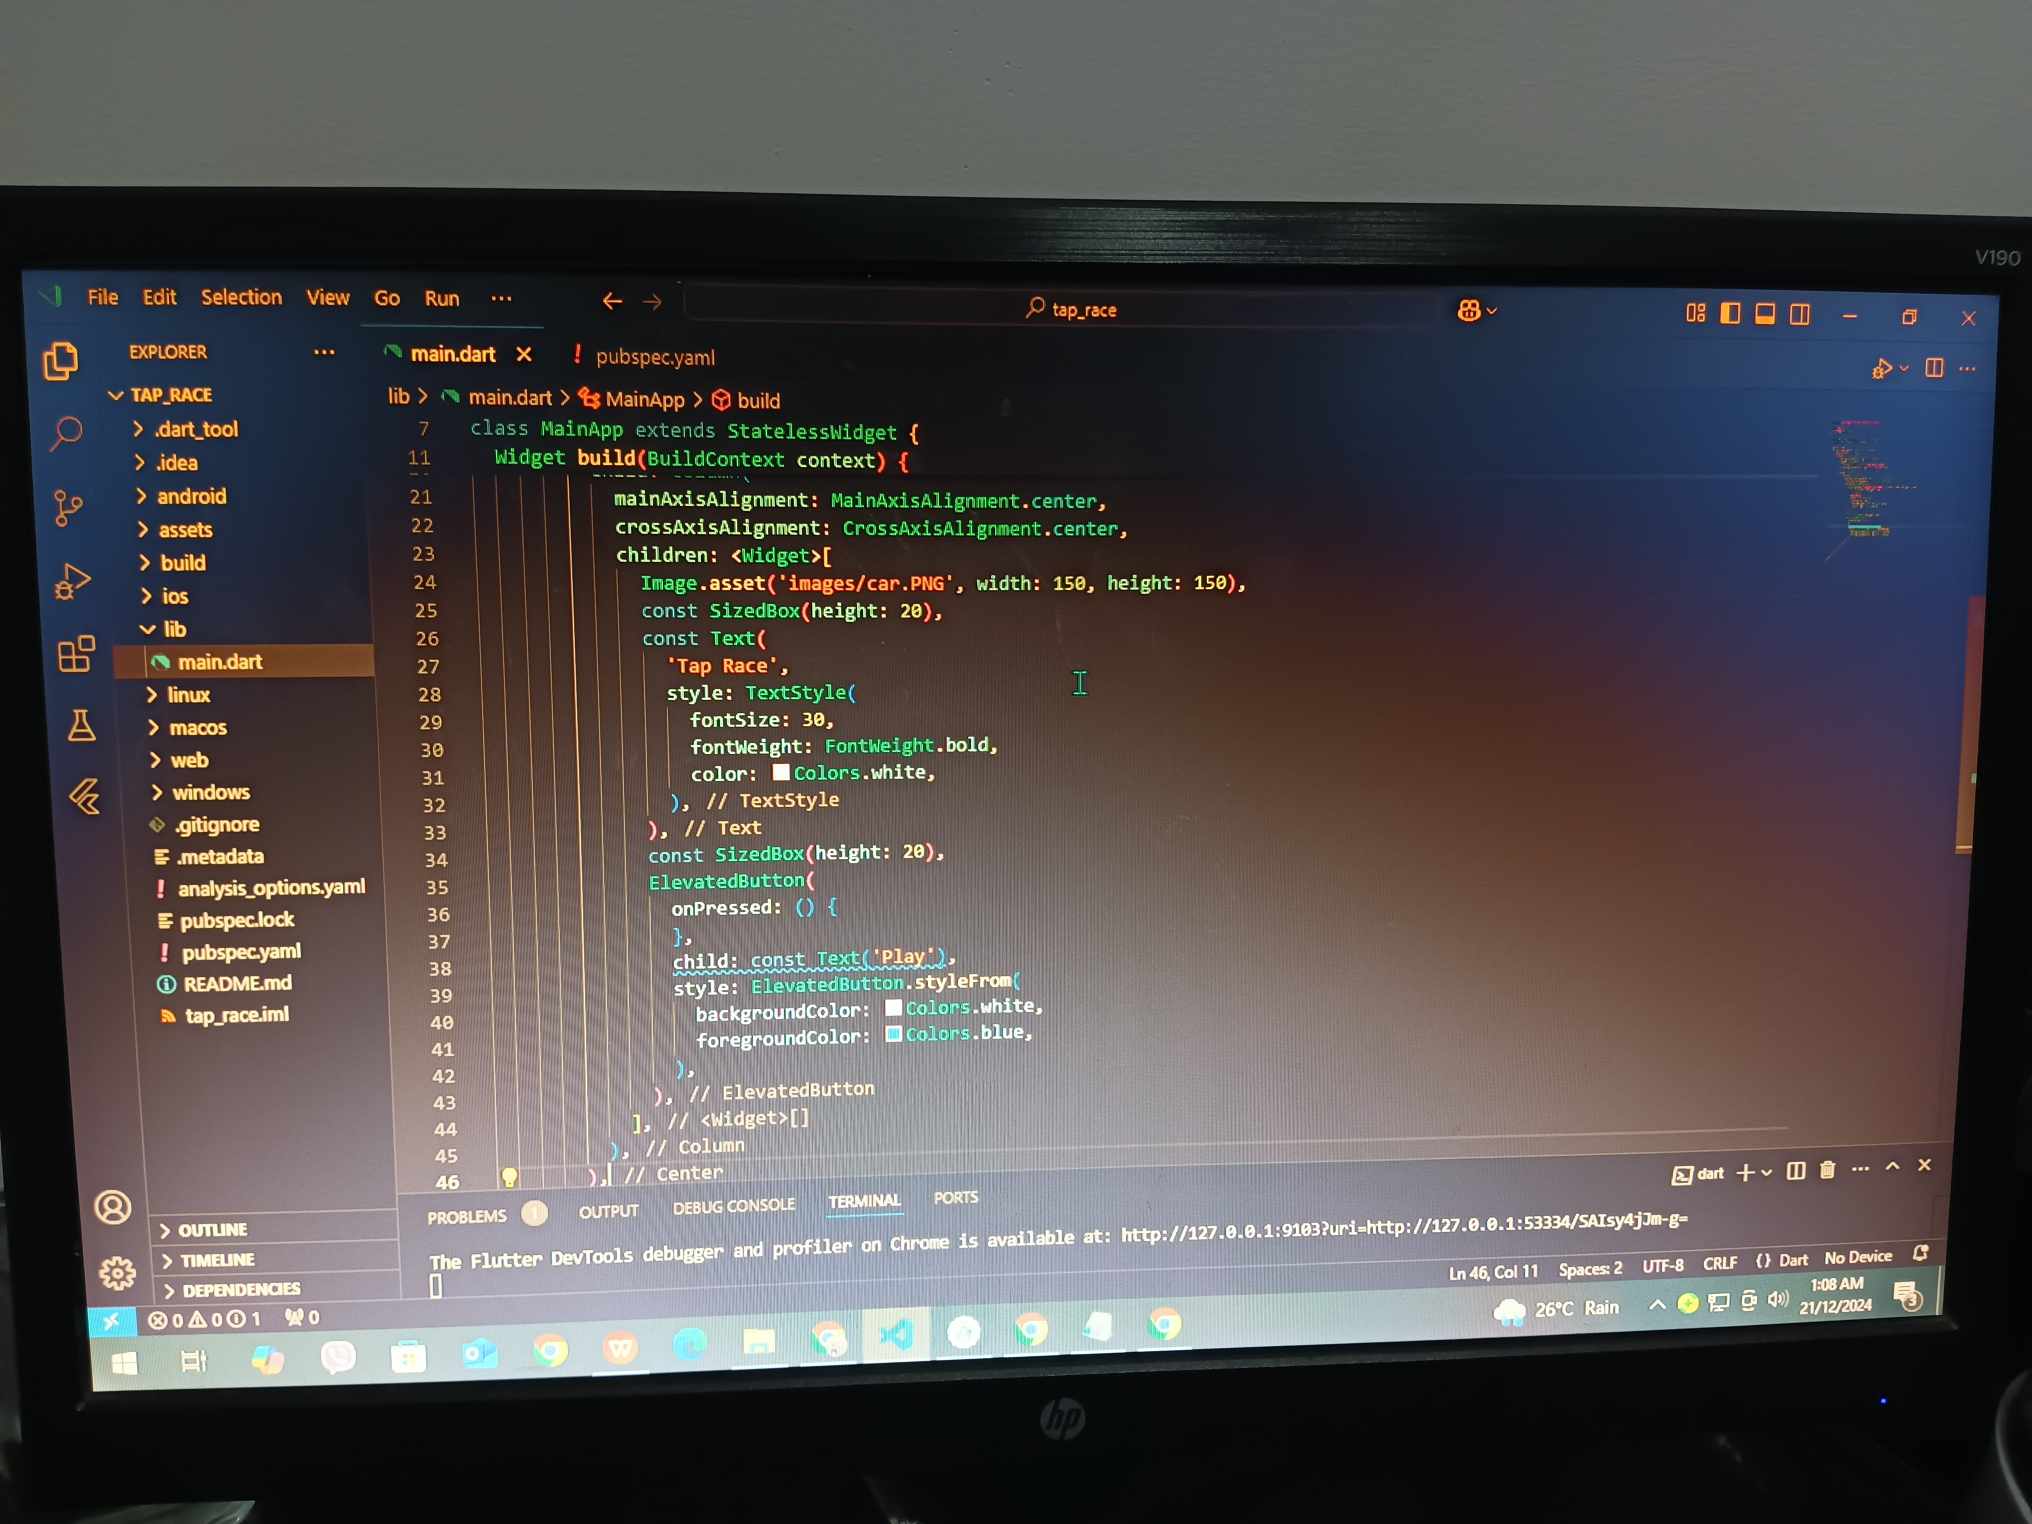 V190
File Edit Selection View Go Run ...
tap_race
EXPLORER ...
main.dart
pubspec.yaml
TAP_RACE
lib > main.dart > MainApp > build
.dart_tool
.idea
android
assets
build
ios
lib
main.dart
linux
macos
web
windows
.gitignore
.metadata
analysis_options.yaml
pubspec.lock
pubspec.yaml
README.md
tap_race.iml
OUTLINE
TIMELINE
DEPENDENCIES
7 class MainApp extends StatelessWidget {
11 Widget build(BuildContext context) {
21 mainAxisAlignment: MainAxisAlignment.center,
22 crossAxisAlignment: CrossAxisAlignment.center,
23 children: <Widget>[
24 Image.asset('images/car.PNG', width: 150, height: 150),
25 const SizedBox(height: 20),
26 const Text(
27 'Tap Race',
28 style: TextStyle(
29 fontSize: 30,
30 fontWeight: FontWeight.bold,
31 color: Colors.white,
32 ), // TextStyle
33 ), // Text
34 const SizedBox(height: 20),
35 ElevatedButton(
36 onPressed: () {
37 },
38 child: const Text('Play'),
39 style: ElevatedButton.styleFrom(
40 backgroundColor: Colors.white,
41 foregroundColor: Colors.blue,
42 ),
43 ), // ElevatedButton
44 ], // <Widget>[]
45 ), // Column
46 ), // Center
PROBLEMS 1 OUTPUT DEBUG CONSOLE TERMINAL PORTS
dart
The Flutter DevTools debugger and profiler on Chrome is available at: http://127.0.0.1:9103?uri=http://127.0.0.1:53334/SAIsy4jJm-g=
0 0 1 0
Ln 46, Col 11 Spaces: 2 UTF-8 CRLF {} Dart No Device
26°C Rain
1:08 AM
21/12/2024
3
hp